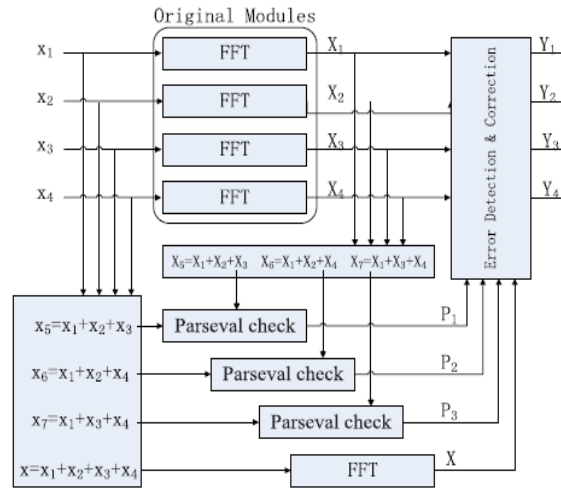 Original Modules
x₁ FFT X₁ Y₁
x₂ FFT X₂ Y₂
x₃ FFT X₃ Y₃
x₄ FFT X₄ Y₄
Error Detection & Correction
X₅=X₁+X₂+X₃ X₆=X₁+X₂+X₄ X₇=X₁+X₃+X₄
x₅=x₁+x₂+x₃ Parseval check P₁
x₆=x₁+x₂+x₄ Parseval check P₂
x₇=x₁+x₃+x₄ Parseval check P₃
x=x₁+x₂+x₃+x₄ FFT X